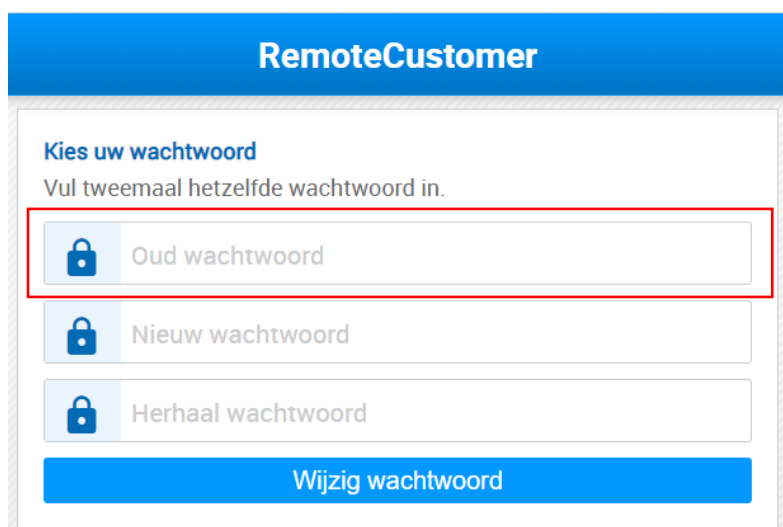 RemoteCustomer
Kies uw wachtwoord
Vul tweemaal hetzelfde wachtwoord in.
Oud wachtwoord
Nieuw wachtwoord
Herhaal wachtwoord
Wijzig wachtwoord